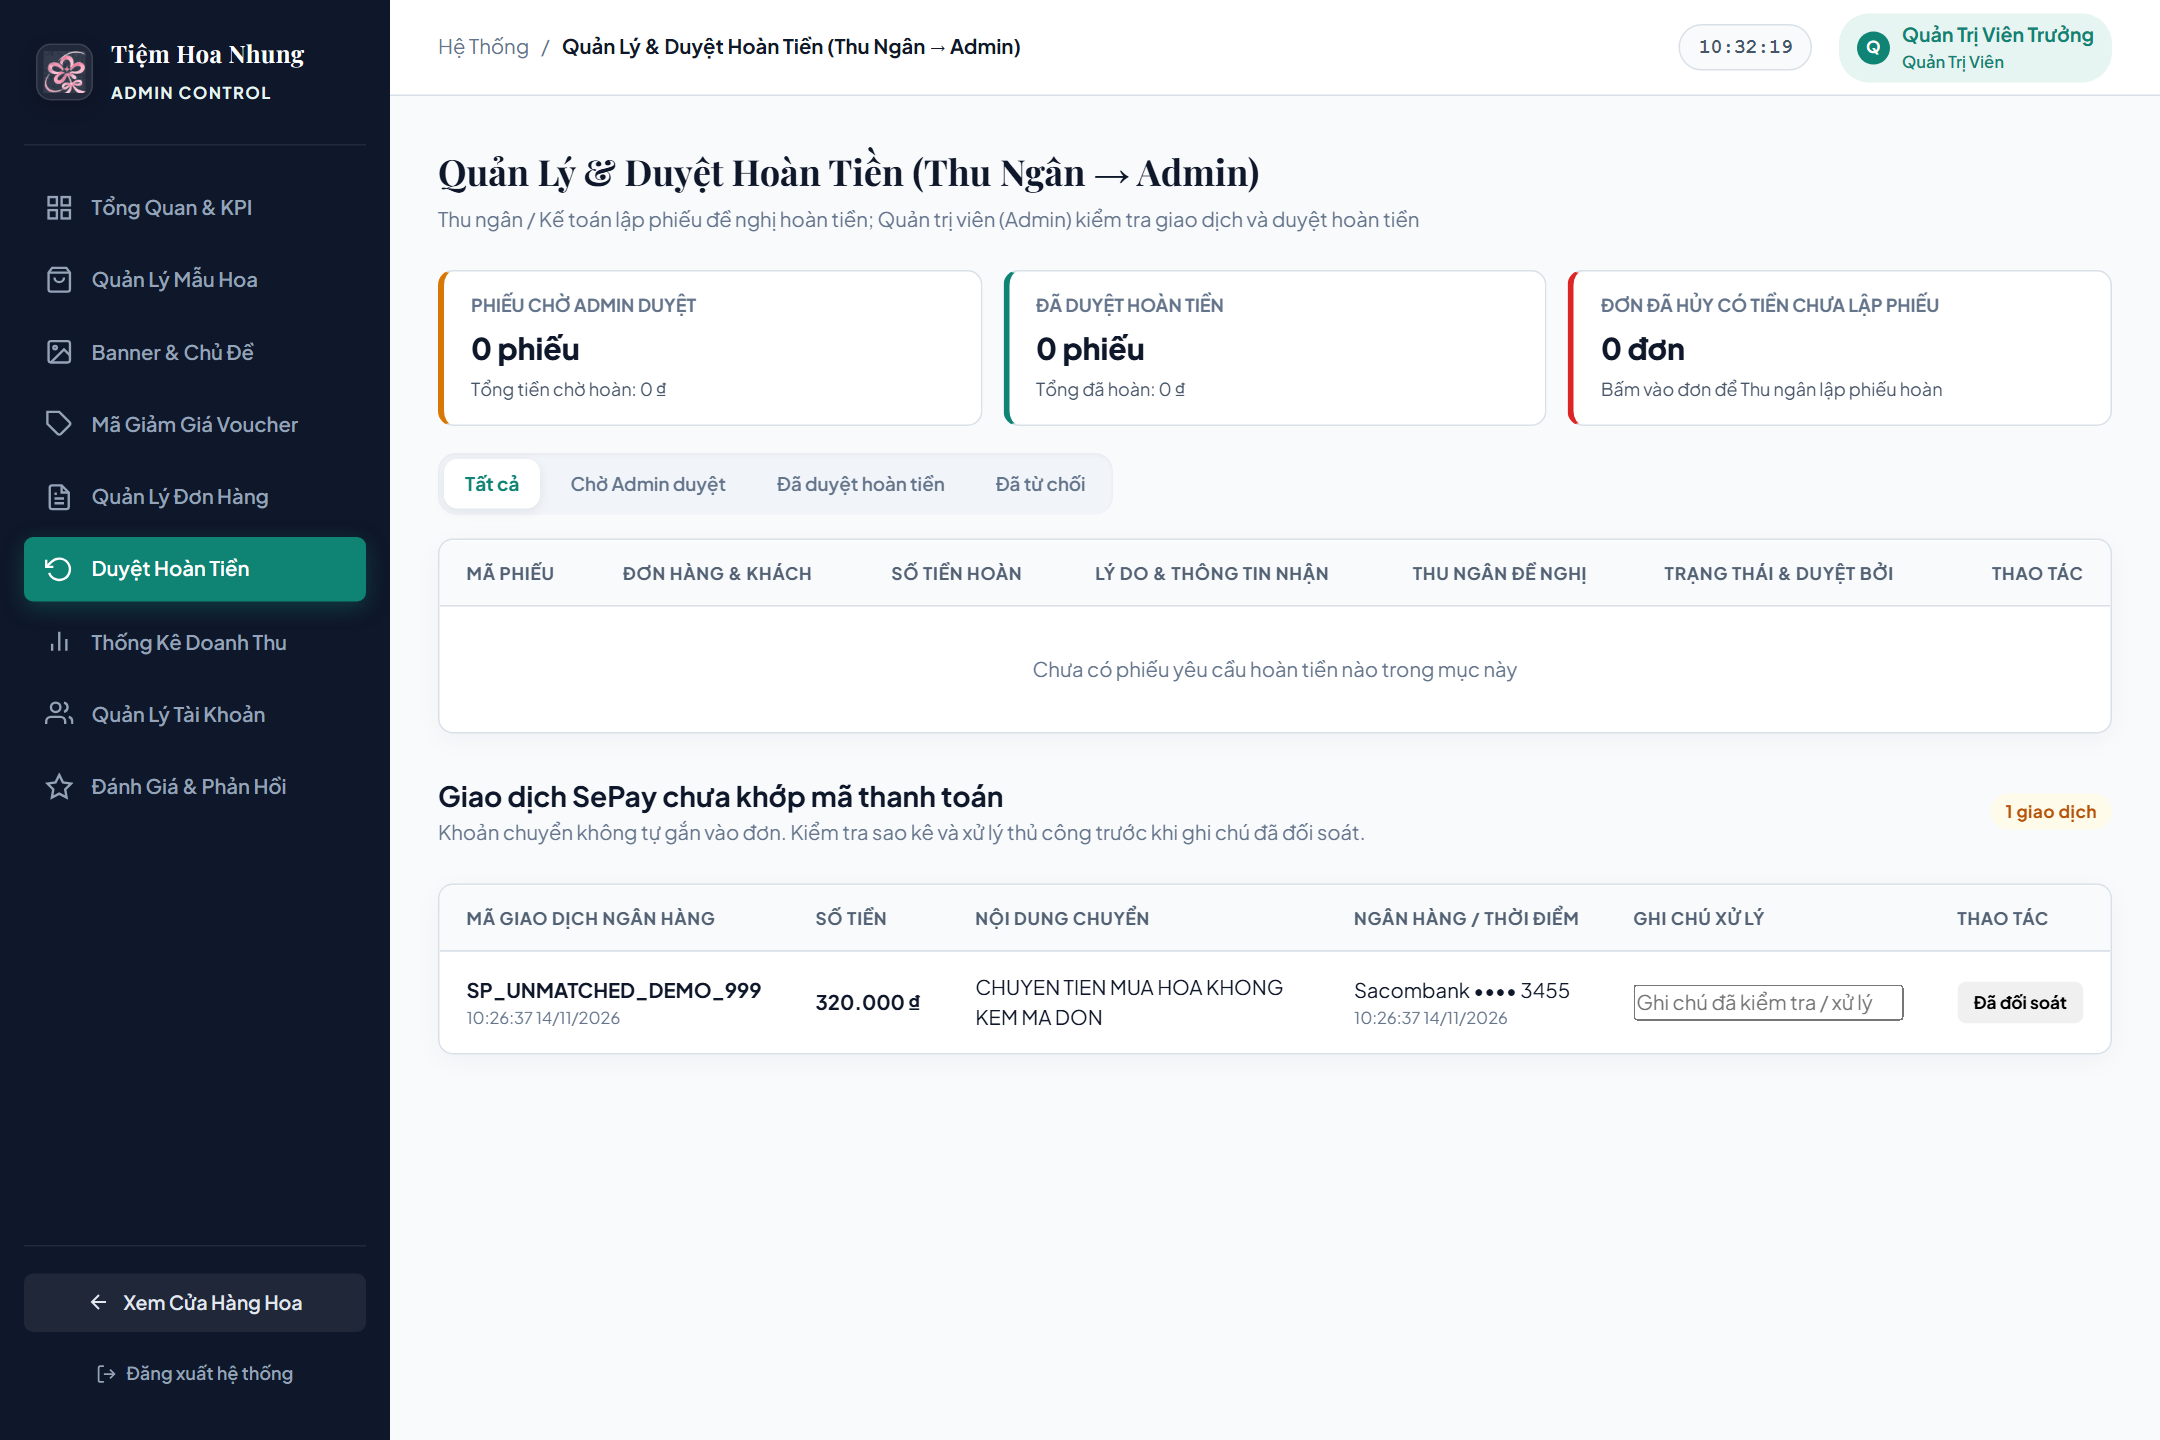 Tiệm Hoa Nhung
ADMIN CONTROL
Tổng Quan & KPI
Quản Lý Mẫu Hoa
Banner & Chủ Đề
Mã Giảm Giá Voucher
Quản Lý Đơn Hàng
Duyệt Hoàn Tiền
Thống Kê Doanh Thu
Quản Lý Tài Khoản
Đánh Giá & Phản Hồi
Xem Cửa Hàng Hoa
Đăng xuất hệ thống
Hệ Thống / Quản Lý & Duyệt Hoàn Tiền (Thu Ngân → Admin)
10:32:19
Q
Quản Trị Viên Trưởng
Quản Trị Viên
Quản Lý & Duyệt Hoàn Tiền (Thu Ngân → Admin)
Thu ngân / Kế toán lập phiếu đề nghị hoàn tiền; Quản trị viên (Admin) kiểm tra giao dịch và duyệt hoàn tiền
PHIẾU CHỜ ADMIN DUYỆT
0 phiếu
Tổng tiền chờ hoàn: 0 ₫
ĐÃ DUYỆT HOÀN TIỀN
0 phiếu
Tổng đã hoàn: 0 ₫
ĐƠN ĐÃ HỦY CÓ TIỀN CHƯA LẬP PHIẾU
0 đơn
Bấm vào đơn để Thu ngân lập phiếu hoàn
Tất cả Chờ Admin duyệt Đã duyệt hoàn tiền Đã từ chối
MÃ PHIẾU ĐƠN HÀNG & KHÁCH SỐ TIỀN HOÀN LÝ DO & THÔNG TIN NHẬN THU NGÂN ĐỀ NGHỊ TRẠNG THÁI & DUYỆT BỞI THAO TÁC
Chưa có phiếu yêu cầu hoàn tiền nào trong mục này
Giao dịch SePay chưa khớp mã thanh toán
Khoản chuyển không tự gắn vào đơn. Kiểm tra sao kê và xử lý thủ công trước khi ghi chú đã đối soát.
1 giao dịch
MÃ GIAO DỊCH NGÂN HÀNG SỐ TIỀN NỘI DUNG CHUYỂN NGÂN HÀNG / THỜI ĐIỂM GHI CHÚ XỬ LÝ THAO TÁC
SP_UNMATCHED_DEMO_999
10:26:37 14/11/2026
320.000 ₫
CHUYEN TIEN MUA HOA KHONG
KEM MA DON
Sacombank •••• 3455
10:26:37 14/11/2026
Ghi chú đã kiểm tra / xử lý
Đã đối soát